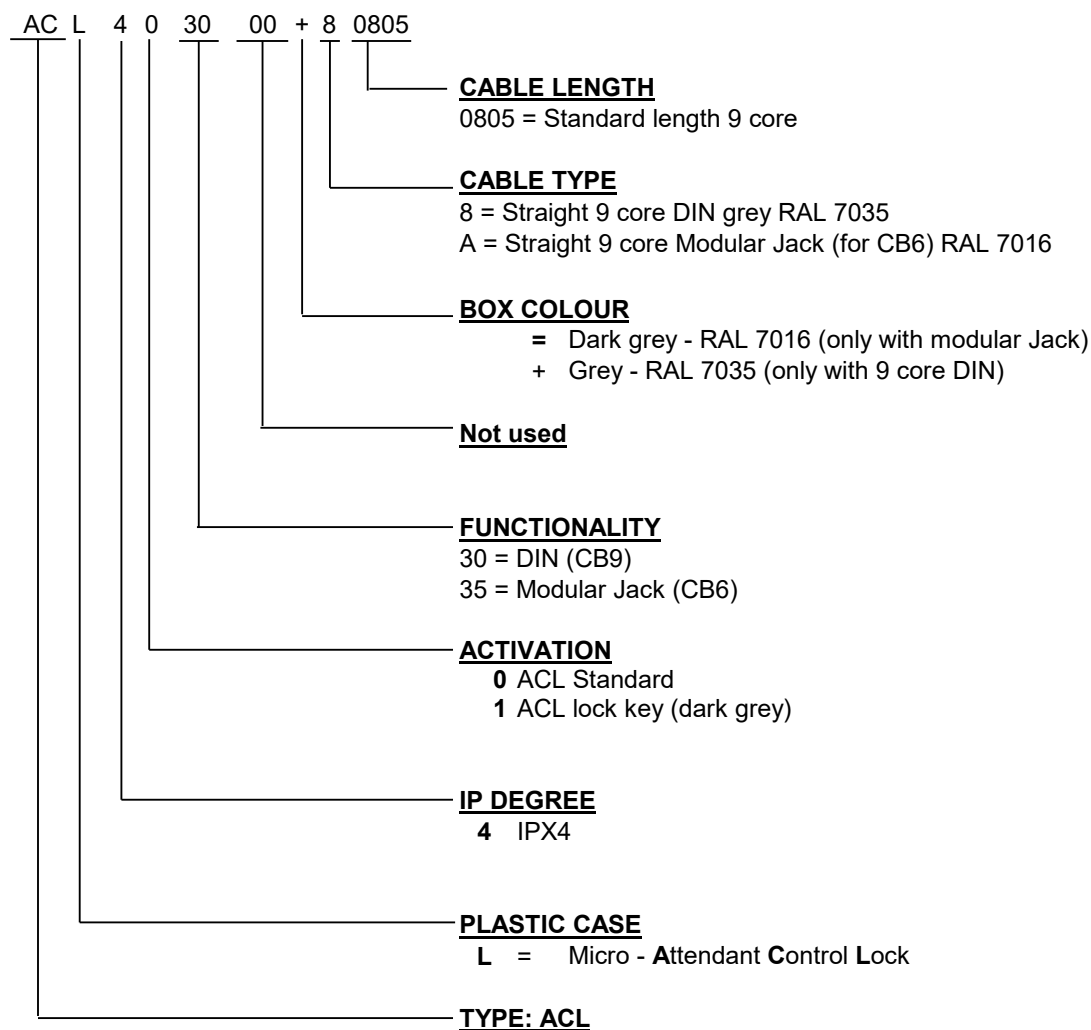 AC L 4 0 30 00 + 8 0805
CABLE LENGTH
0805 = Standard length 9 core
CABLE TYPE
8 = Straight 9 core DIN grey RAL 7035
A = Straight 9 core Modular Jack (for CB6) RAL 7016
BOX COLOUR
= Dark grey - RAL 7016 (only with modular Jack)
+ Grey - RAL 7035 (only with 9 core DIN)
Not used
FUNCTIONALITY
30 = DIN (CB9)
35 = Modular Jack (CB6)
ACTIVATION
0 ACL Standard
1 ACL lock key (dark grey)
IP DEGREE
4 IPX4
PLASTIC CASE
L = Micro - Attendant Control Lock
TYPE: ACL